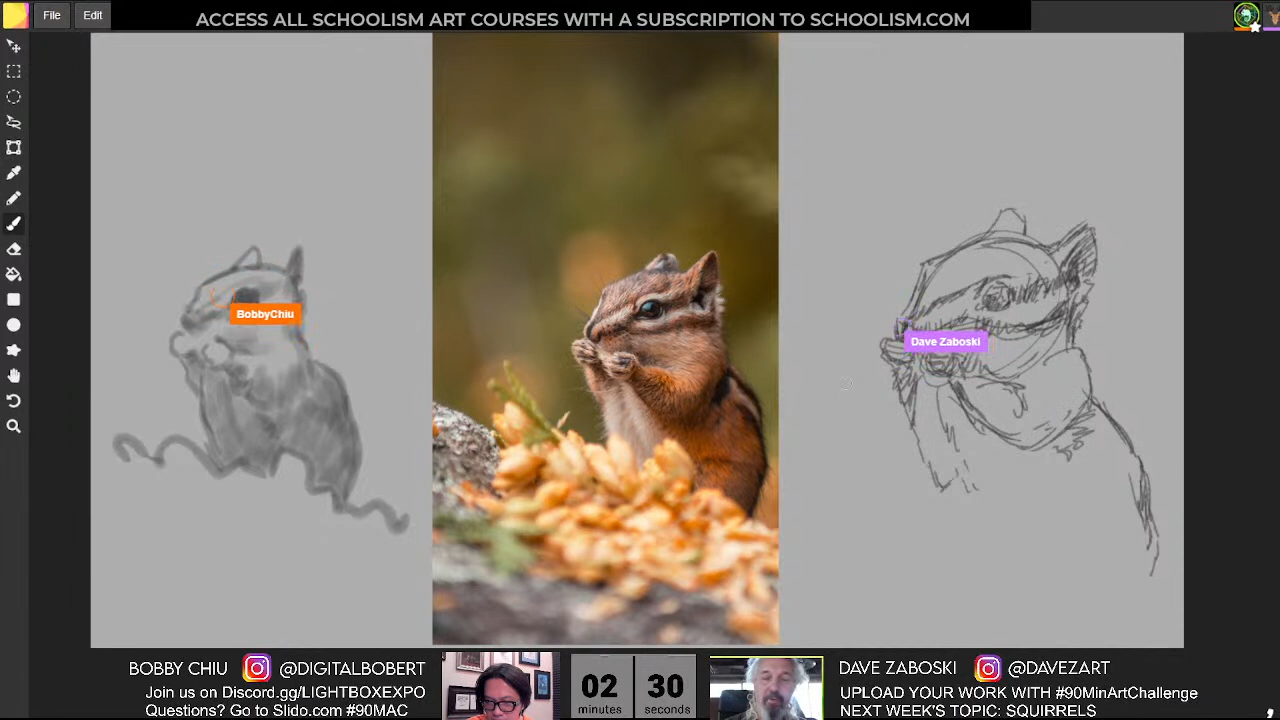 ACCESS ALL SCHOOLISM ART COURSES WITH A SUBSCRIPTION TO SCHOOLISM.COM
File Edit
BobbyChiu
Dave Zaboski
BOBBY CHIU @DIGITALBOBERT
Join us on Discord.gg/LIGHTBOXEXPO
Questions? Go to Slido.com #90MAC
02 30
minutes seconds
DAVE ZABOSKI @DAVEZART
UPLOAD YOUR WORK WITH #90MinArtChallenge
NEXT WEEK'S TOPIC: SQUIRRELS